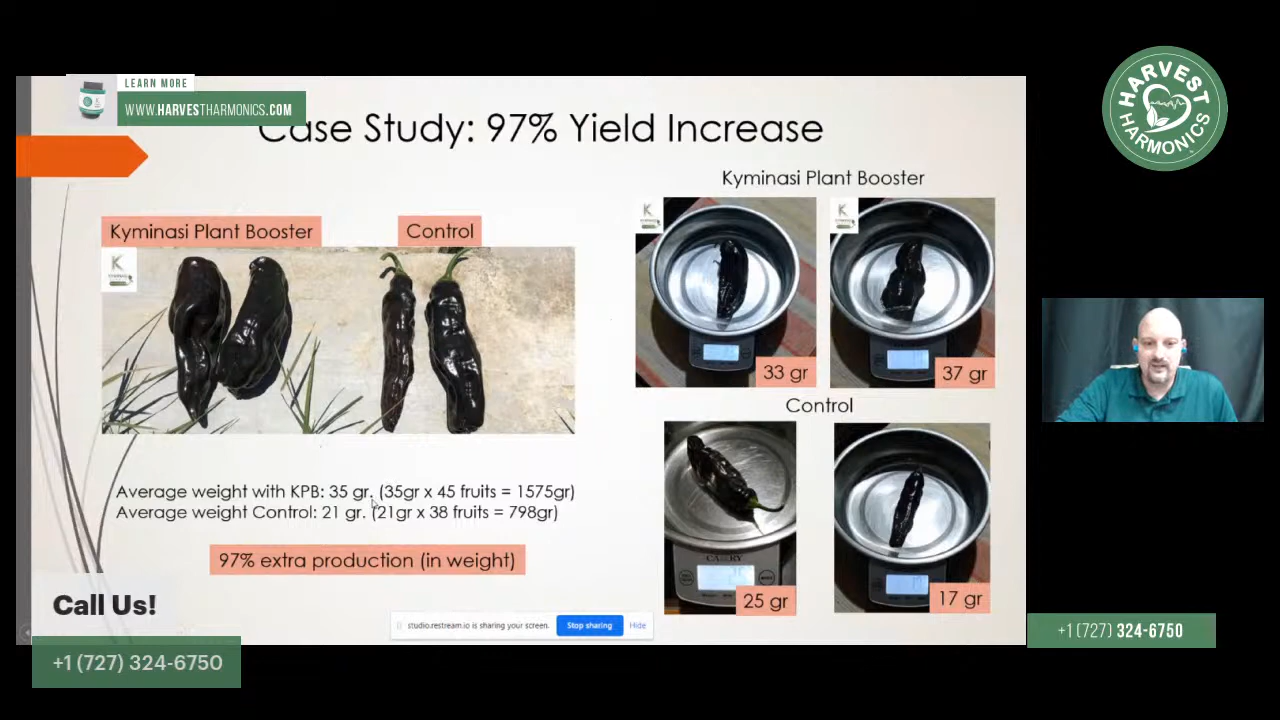 LEARN MORE
WWW.HARVESTHARMONICS.COM
HARVEST
HARMONICS
Case Study: 97% Yield Increase
Kyminasi Plant Booster
Kyminasi Plant Booster
Control
K
K
K
33 gr
37 gr
Control
CAMRY
25 gr
17 gr
Average weight with KPB: 35 gr. (35gr x 45 fruits = 1575gr)
Average weight Control: 21 gr. (21gr x 38 fruits = 798gr)
97% extra production (in weight)
Call Us!
studio.restream.io is sharing your screen.
Stop sharing
Hide
+1 (727) 324-6750
+1 (727) 324-6750